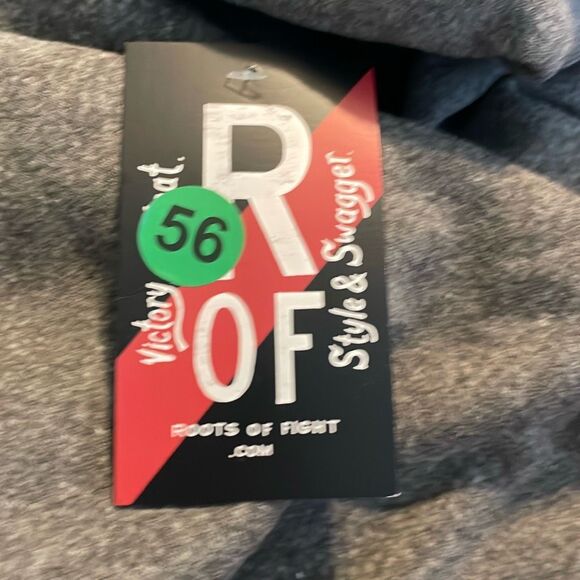 R
OF
Victory
Style & Swagger.
56
ROOTS OF FIGHT
.COM